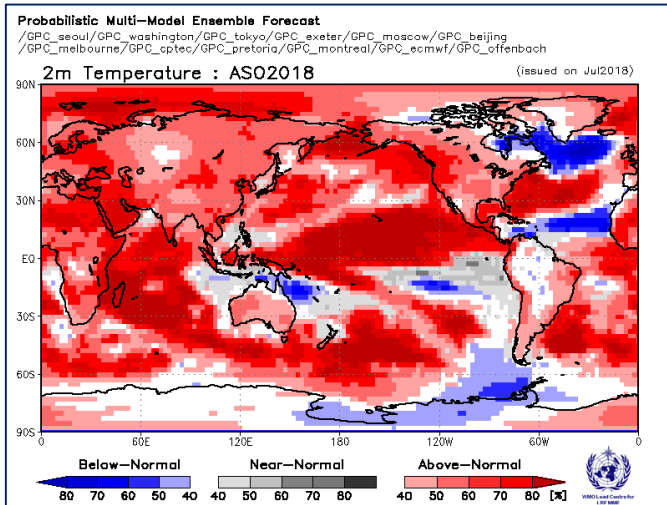 Probabilistic Multi-Model Ensemble Forecast
/GPC_seoul/GPC_washington/GPC_tokyo/GPC_exeter/GPC_moscow/GPC_beijing
/GPC_melbourne/GPC_cptec/GPC_pretoria/GPC_montreal/GPC_ecmwf/GPC_offenbach
2m Temperature : ASO2018
(issued on Jul2018)
90N
60N
30N
EQ
30S
60S
90S
0
60E
120E
180
120W
60W
0
Below-Normal
Near-Normal
Above-Normal
80 70 60 50 40
40 50 60 70 80
40 50 60 70 80 [%]
WMO Lead Centre for
LRF MME